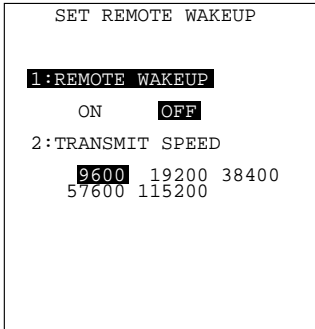 SET REMOTE WAKEUP
1:REMOTE WAKEUP
ON OFF
2:TRANSMIT SPEED
9600 19200 38400
57600 115200